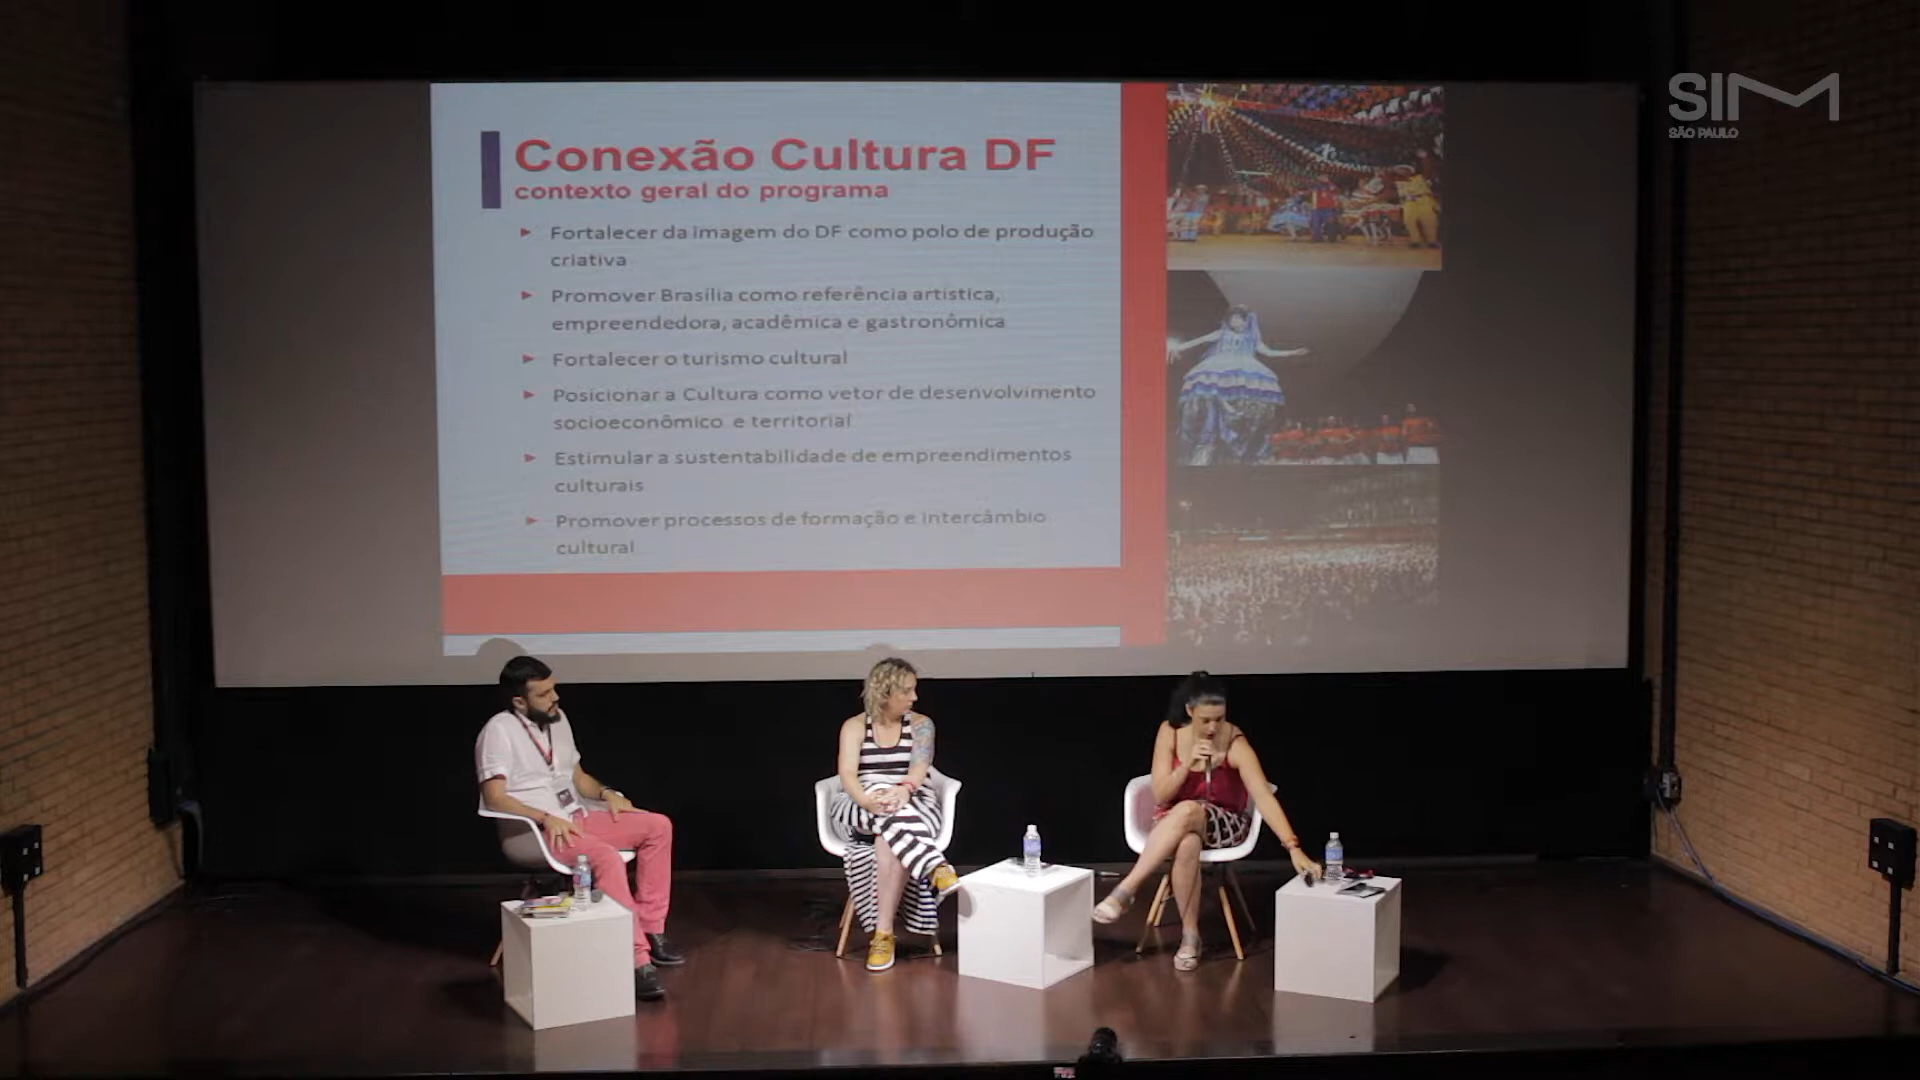 SIM
SÃO PAULO
Conexão Cultura DF
contexto geral do programa
Fortalecer da imagem do DF como polo de produção
criativa
Promover Brasília como referência artística,
empreendedora, acadêmica e gastronômica
Fortalecer o turismo cultural
Posicionar a Cultura como vetor de desenvolvimento
socioeconômico e territorial
Estimular a sustentabilidade de empreendimentos
culturais
Promover processos de formação e intercâmbio
cultural